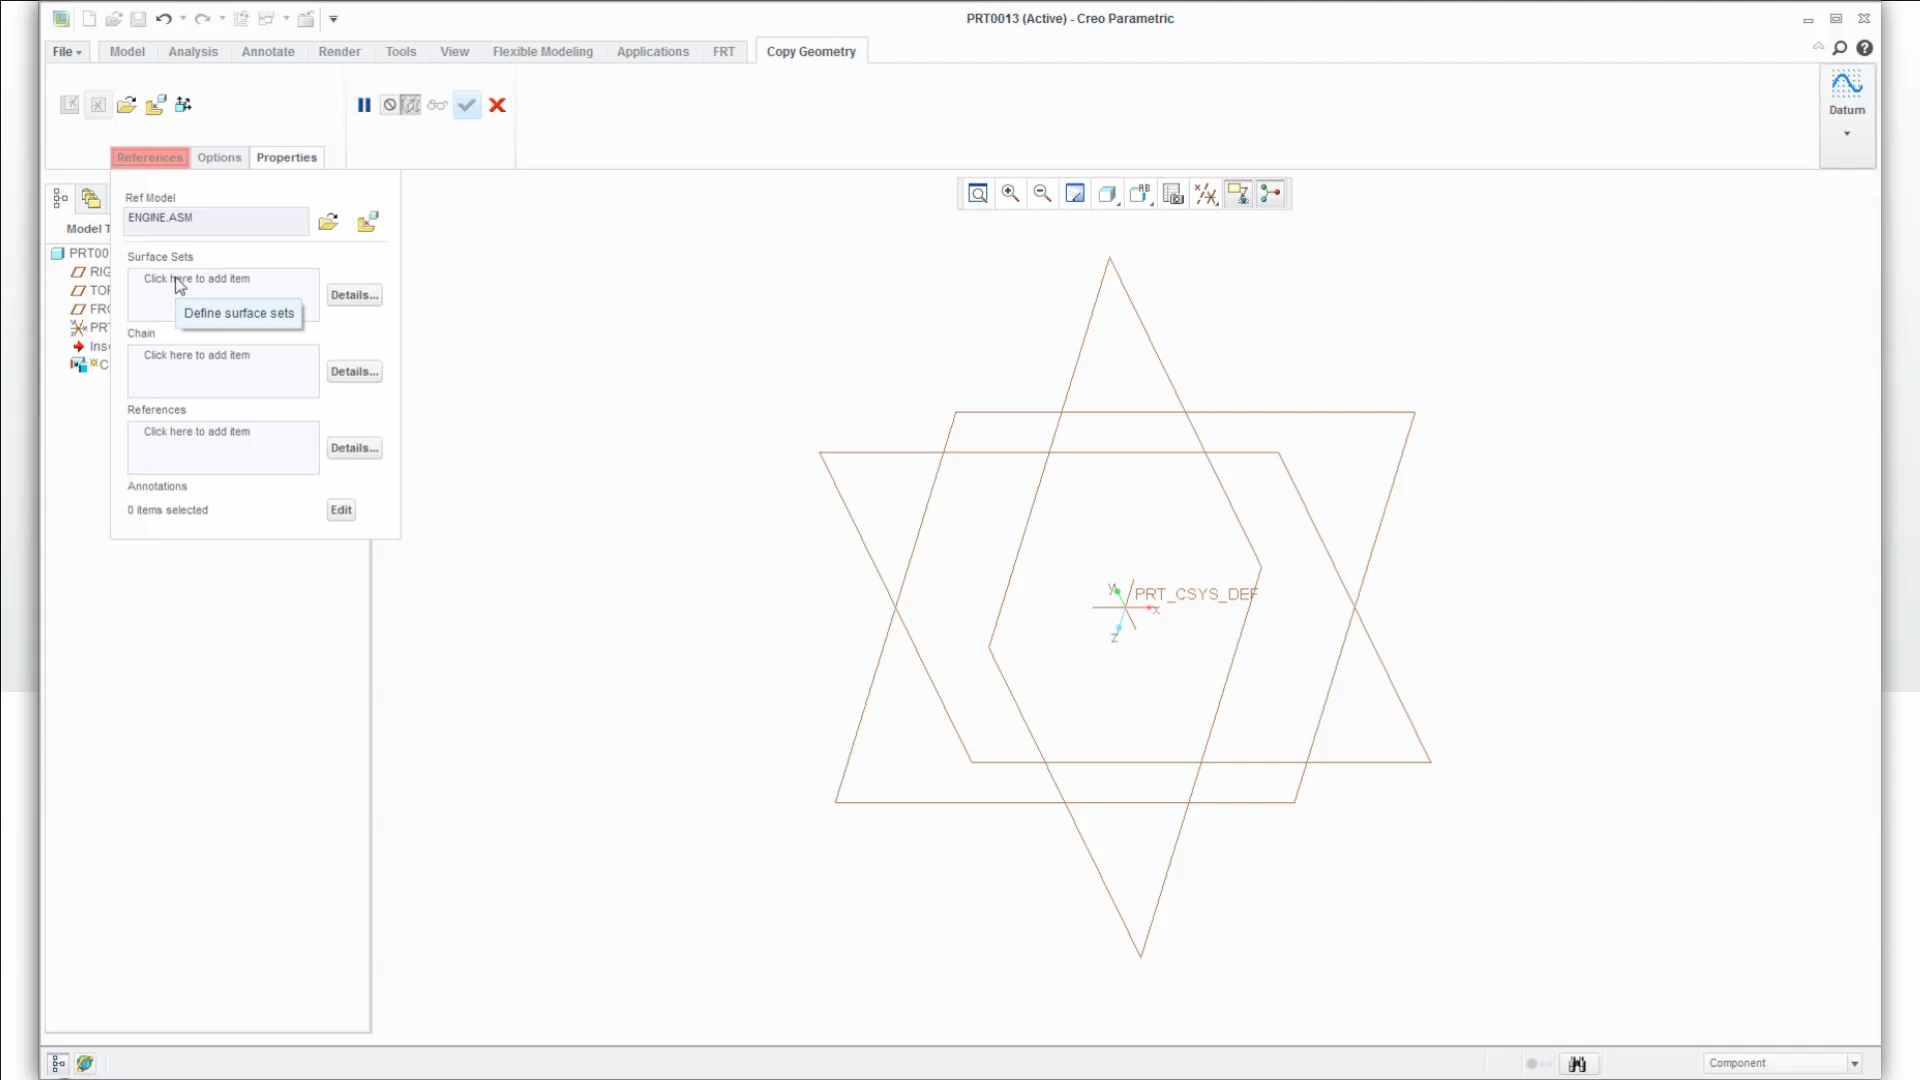 PRT0013 (Active) - Creo Parametric
File Model Analysis Annotate Render Tools View Flexible Modeling Applications FRT Copy Geometry
Datum
References Options Properties
Ref Model
ENGINE.ASM
Model T
Surface Sets
PRT00
Click here to add item
RIG
TOP
Details...
FRO
Define surface sets
PRT
Chain
Inse
Click here to add item
C
Details...
References
Click here to add item
Details...
Annotations
0 items selected Edit
PRT_CSYS_DEF
Y
X
Z
Component